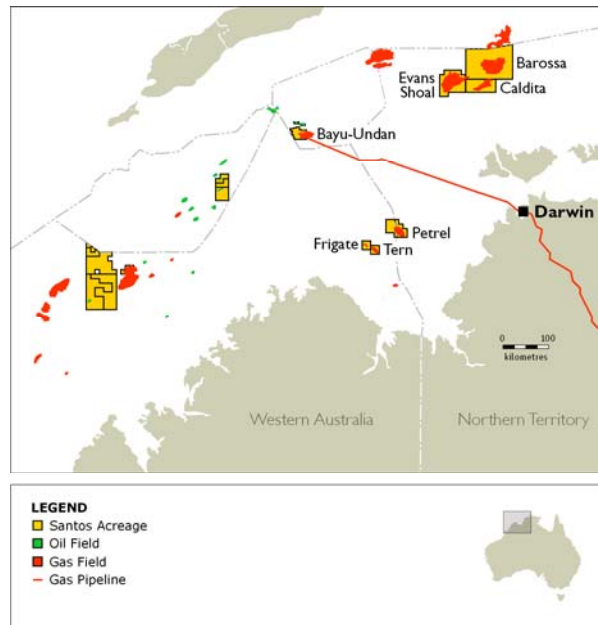 Barossa
Evans
Shoal
Caldita
Bayu-Undan
Darwin
Petrel
Frigate
Tern
0 100
kilometres
Western Australia
Northern Territory
LEGEND
Santos Acreage
Oil Field
Gas Field
Gas Pipeline